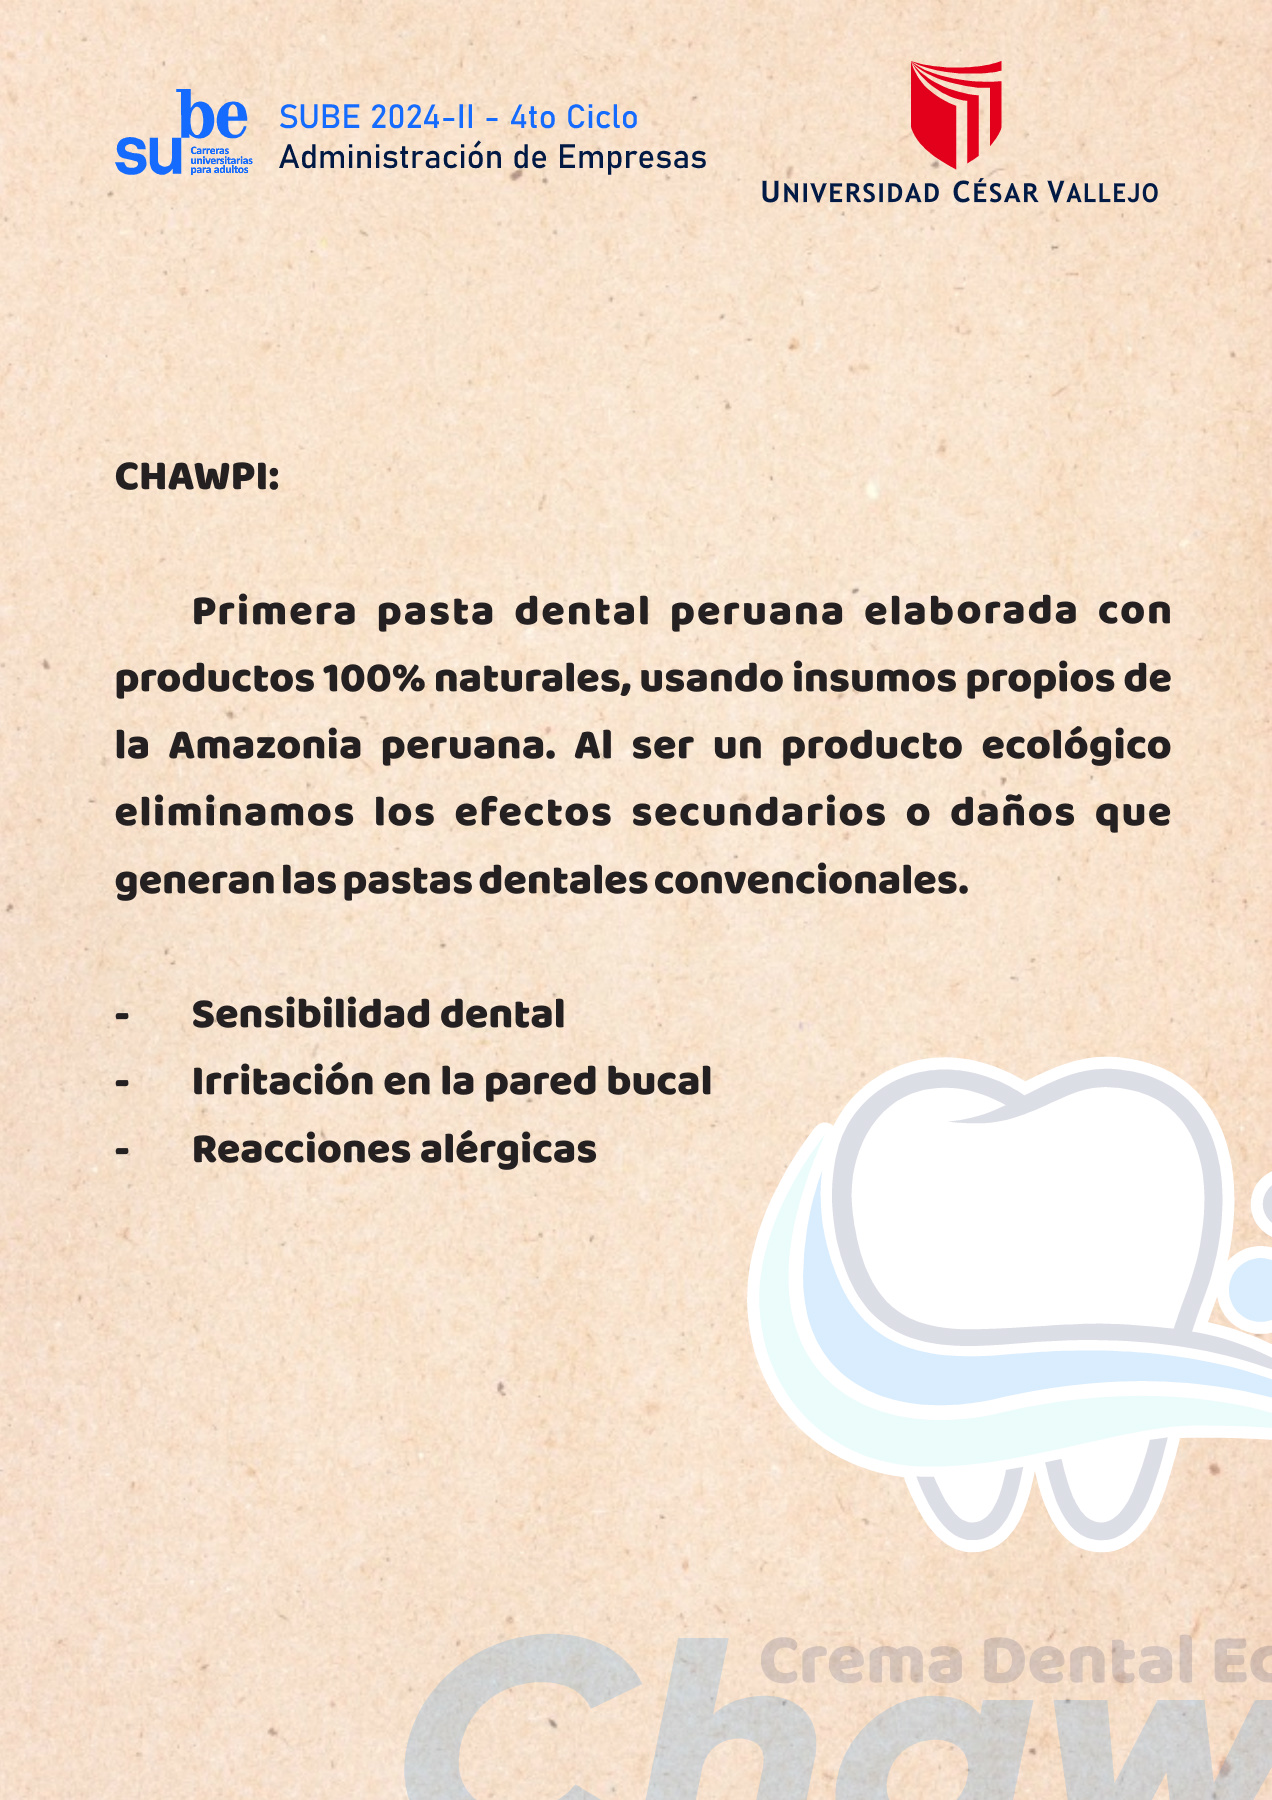 be
su
Carreras
universitarias
para adultos
SUBE 2024-II - 4to Ciclo
Administración de Empresas
UNIVERSIDAD CÉSAR VALLEJO
CHAWPI:
Primera pasta dental peruana elaborada con
productos 100% naturales, usando insumos propios de
la Amazonia peruana. Al ser un producto ecológico
eliminamos los efectos secundarios o daños que
generan las pastas dentales convencionales.
- Sensibilidad dental
- Irritación en la pared bucal
- Reacciones alérgicas
Crema Dental Ec
Chaw